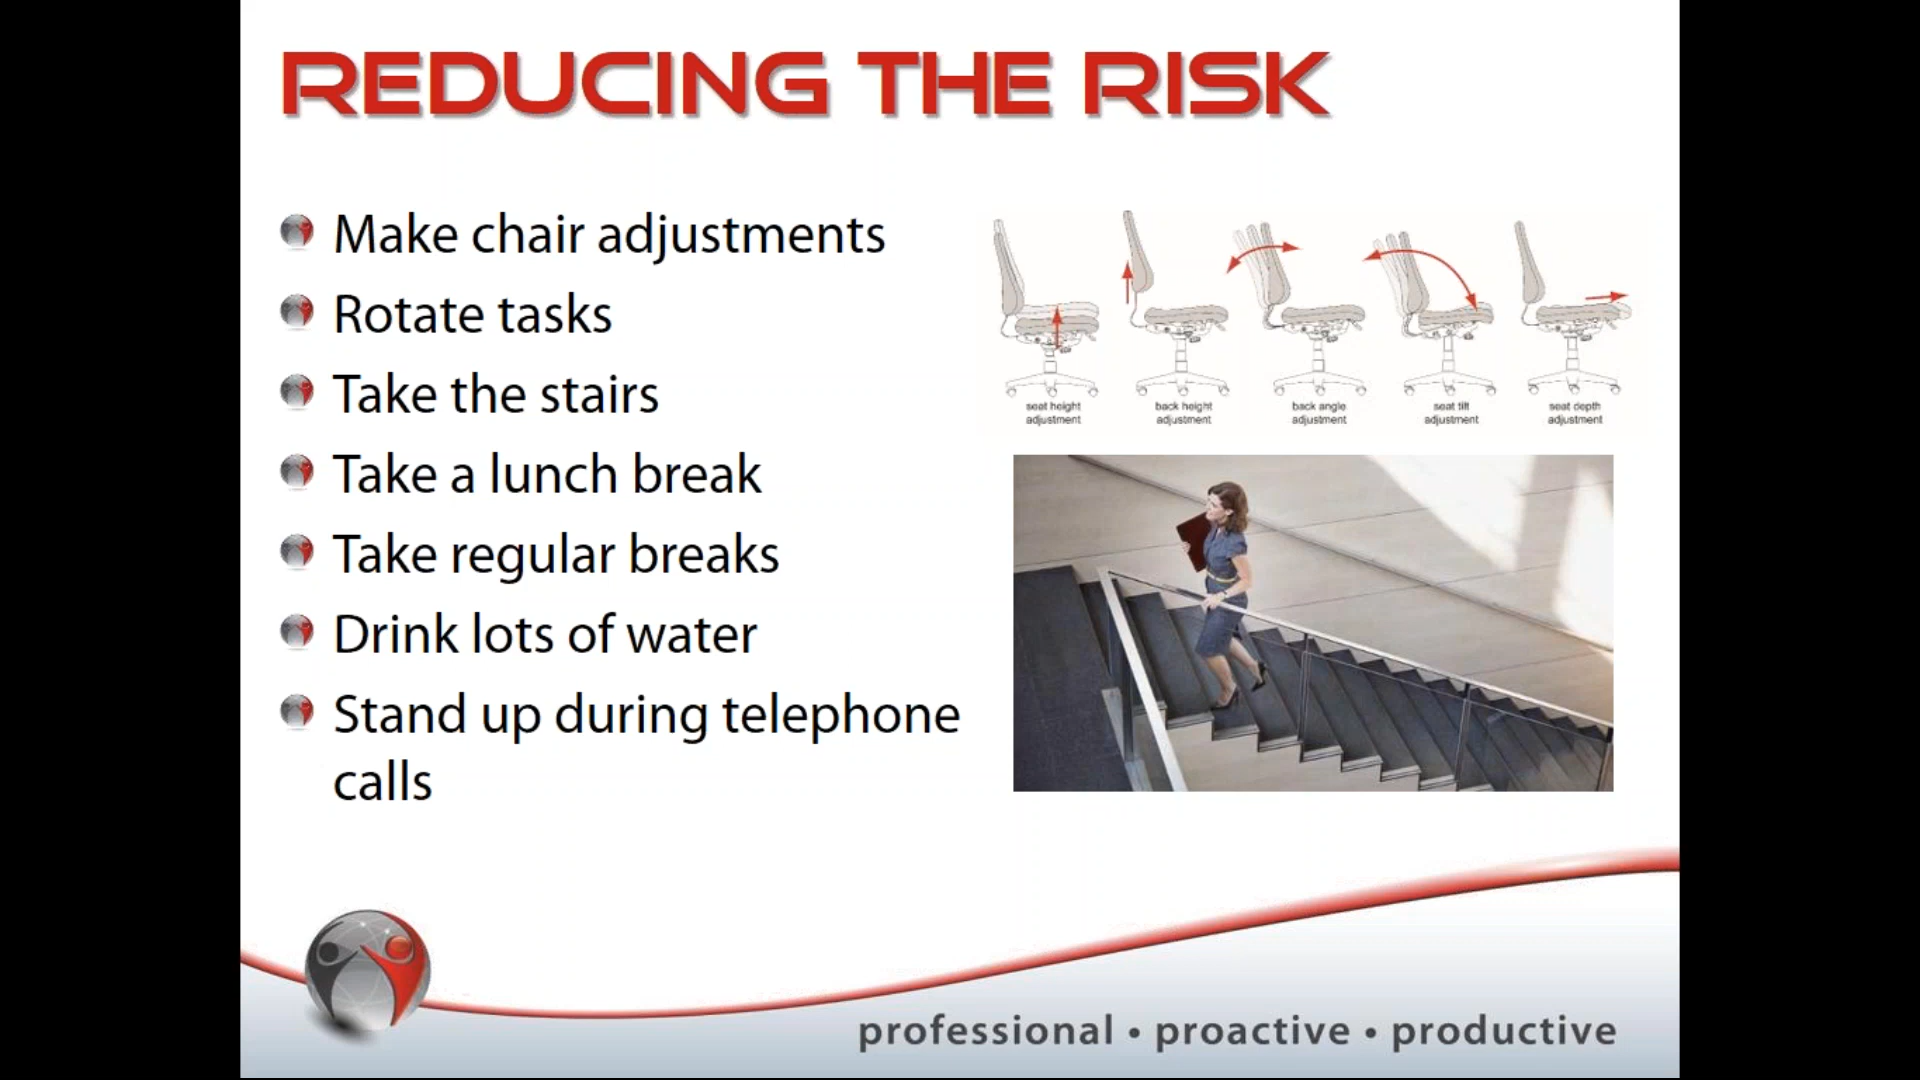 REDUCING THE RISK
Make chair adjustments
Rotate tasks
Take the stairs
Take a lunch break
Take regular breaks
Drink lots of water
Stand up during telephone
calls
seat height
adjustment
back height
adjustment
back angle
adjustment
seat tilt
adjustment
seat depth
adjustment
professional • proactive • productive